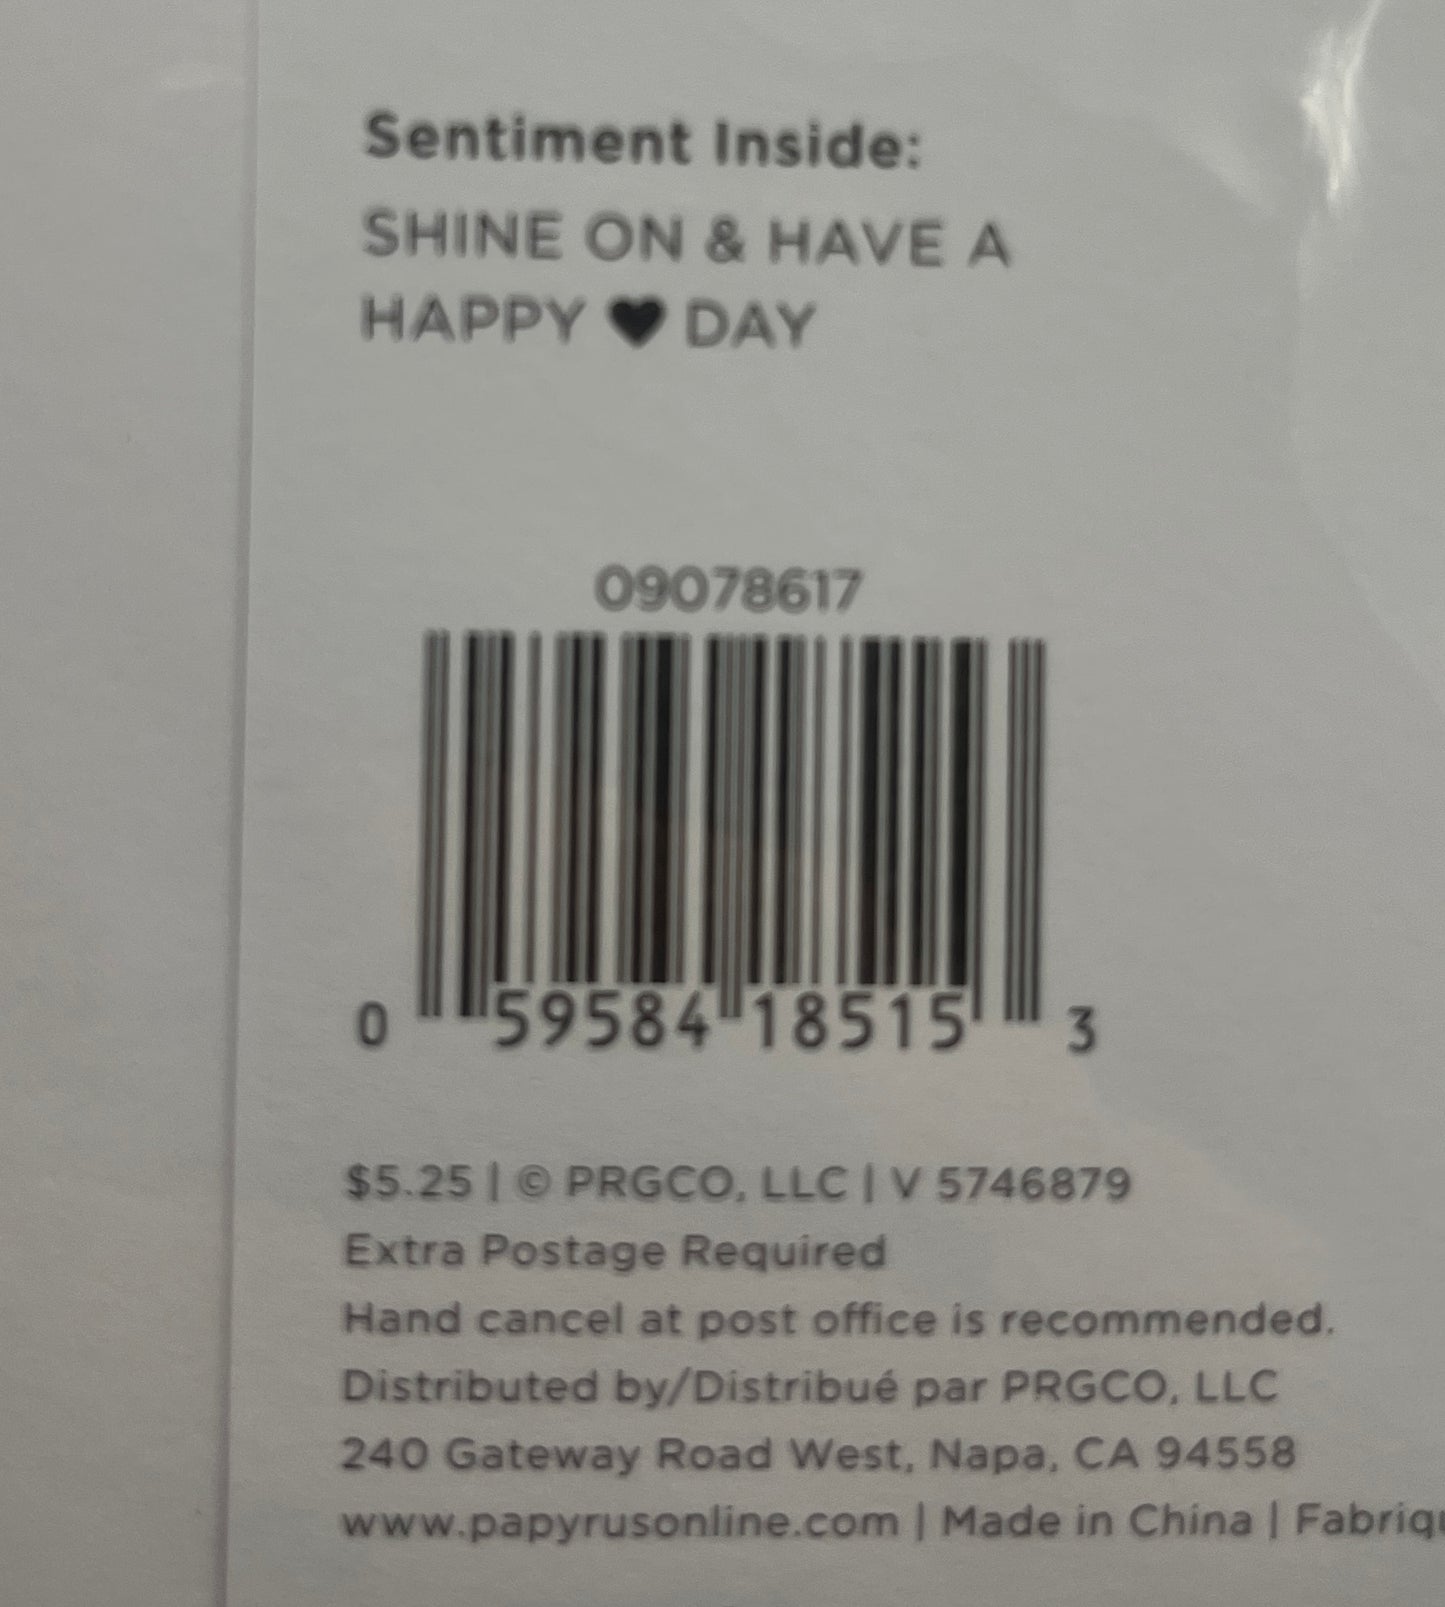 Sentiment Inside:
SHINE ON & HAVE A
HAPPY ♥ DAY
09078617
0 59584 18515 3
$5.25 | © PRGCO, LLC | V 5746879
Extra Postage Required
Hand cancel at post office is recommended.
Distributed by/Distribué par PRGCO, LLC
240 Gateway Road West, Napa, CA 94558
www.papyrusonline.com | Made in China |